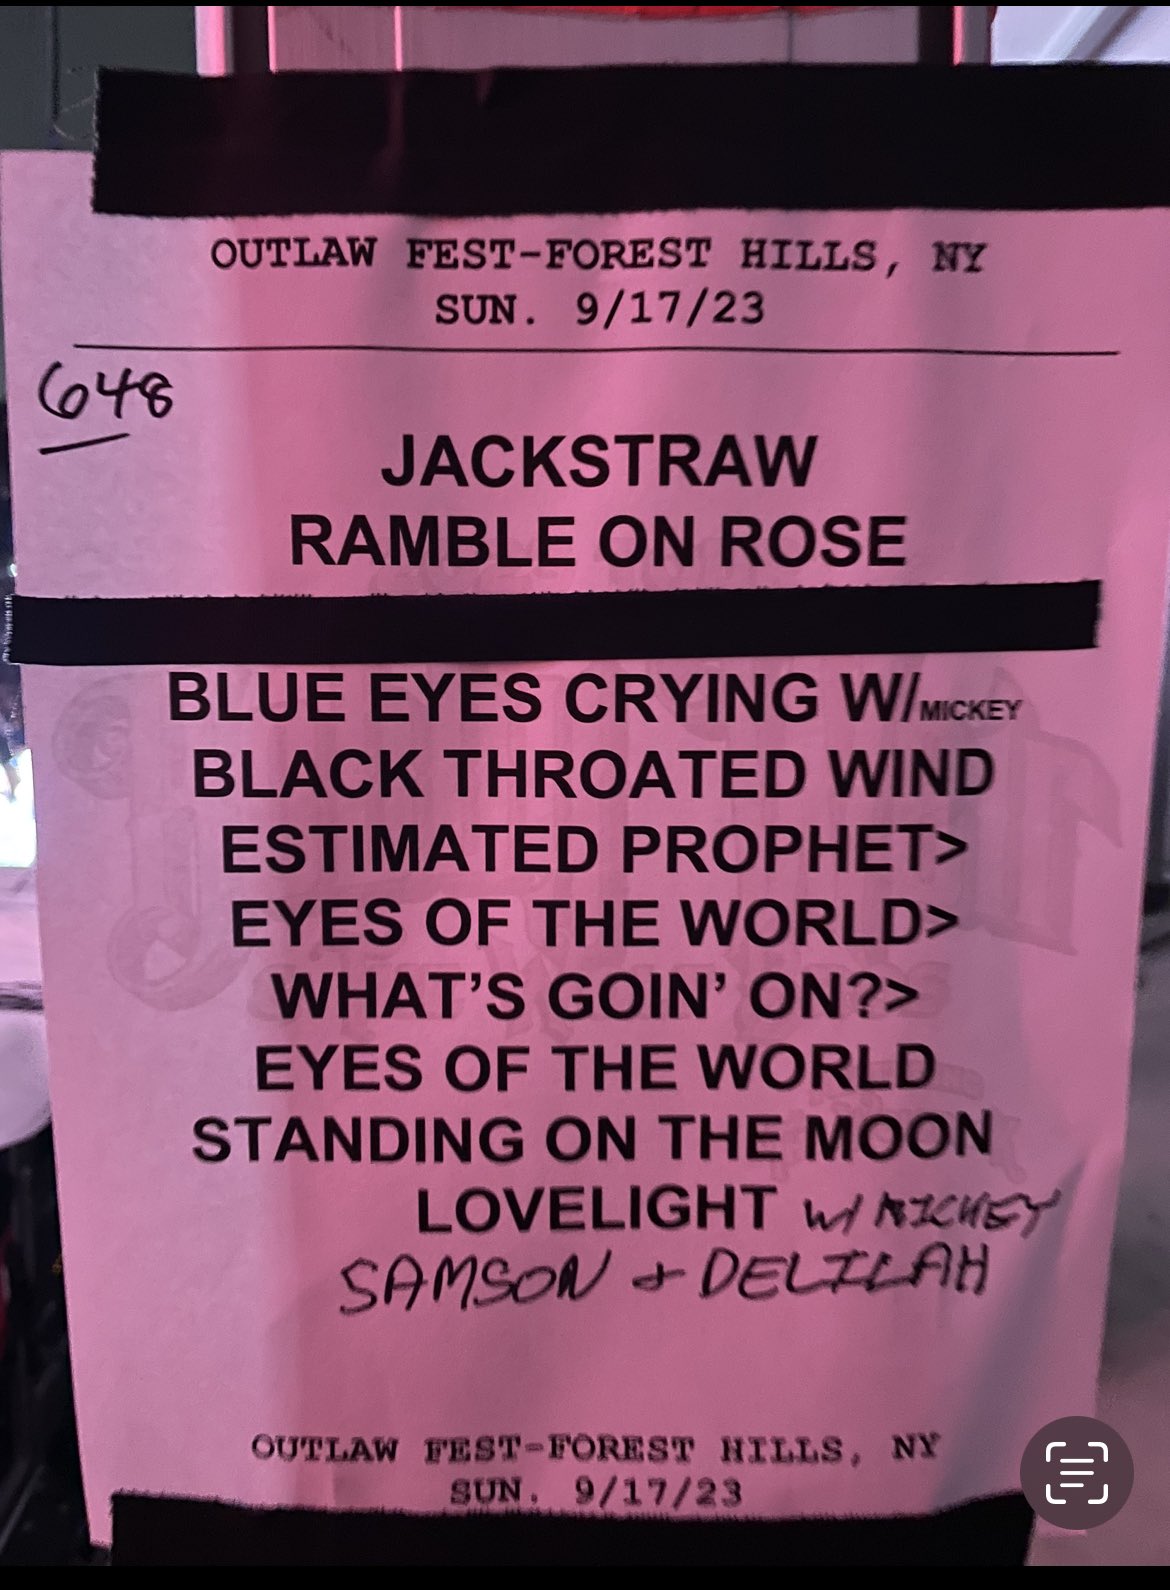 OUTLAW FEST-FOREST HILLS, NY
SUN. 9/17/23
648
JACKSTRAW
RAMBLE ON ROSE
BLUE EYES CRYING W/MICKEY
BLACK THROATED WIND
ESTIMATED PROPHET>
EYES OF THE WORLD>
WHAT'S GOIN' ON?>
EYES OF THE WORLD
STANDING ON THE MOON
LOVELIGHT W/ MICKEY
SAMSON + DELILAH
OUTLAW FEST-FOREST HILLS, NY
SUN. 9/17/23